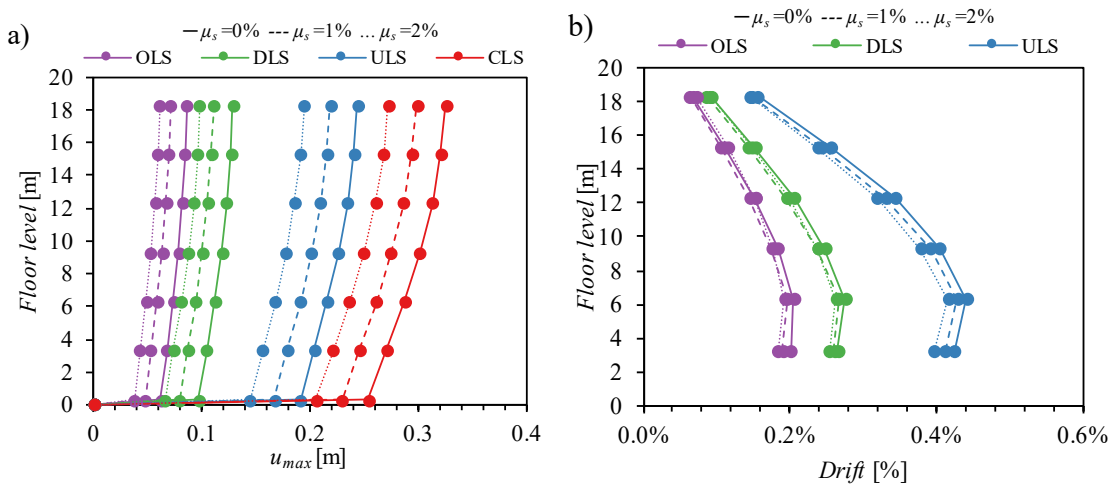 a)
— μs=0% --- μs=1% ... μs=2%
OLS DLS ULS CLS
20
18
16
14
12
10
8
6
4
2
0
Floor level [m]
0 0.1 0.2 0.3 0.4
umax [m]
b)
— μs=0% --- μs=1% ... μs=2%
OLS DLS ULS
20
18
16
14
12
10
8
6
4
2
0
Floor level [m]
0.0% 0.2% 0.4% 0.6%
Drift [%]